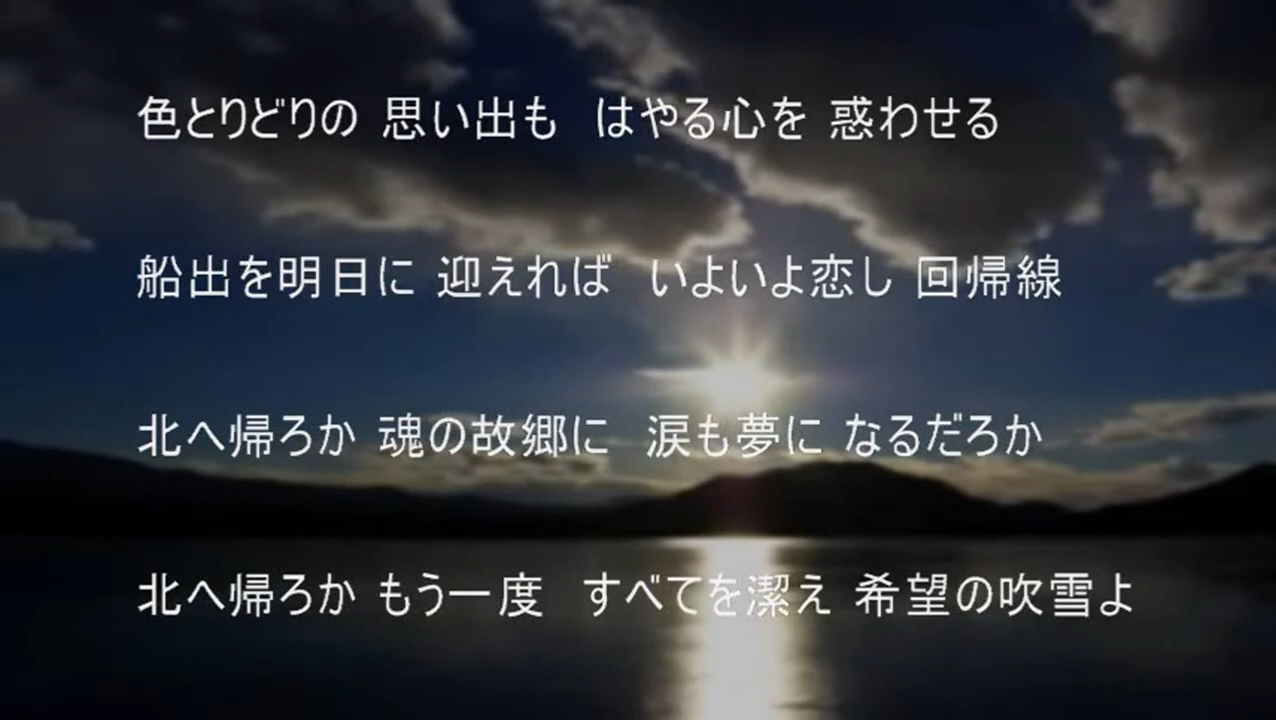 色とりどりの 思い出も　はやる心を 惑わせる
船出を明日に 迎えれば　いよいよ恋し 回帰線
北へ帰ろか 魂の故郷に　涙も夢に なるだろか
北へ帰ろか もう一度　すべてを潔え 希望の吹雪よ